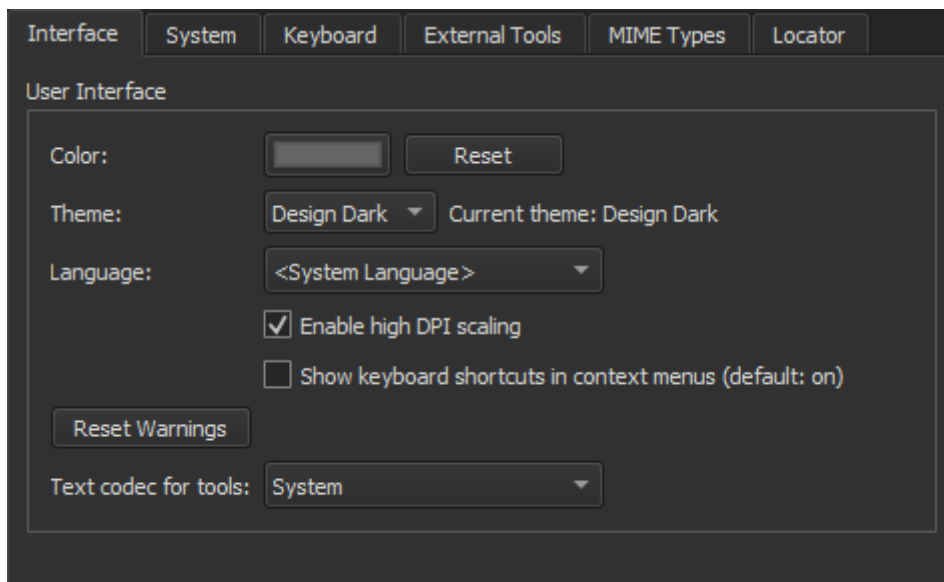 Interface System Keyboard External Tools MIME Types Locator
User Interface
Color: Reset
Theme: Design Dark Current theme: Design Dark
Language: <System Language>
Enable high DPI scaling
Show keyboard shortcuts in context menus (default: on)
Reset Warnings
Text codec for tools: System